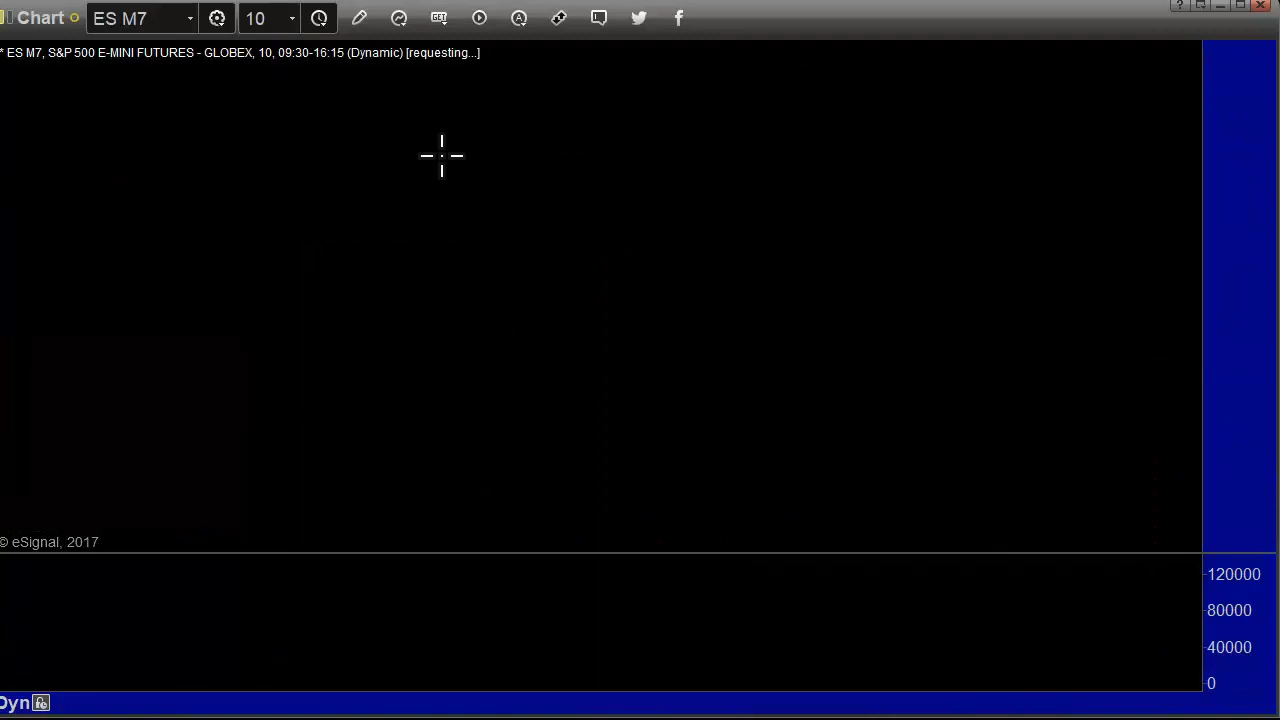 Chart ES M7 10 GET A
* ES M7, S&P 500 E-MINI FUTURES - GLOBEX, 10, 09:30-16:15 (Dynamic) [requesting...]
© eSignal, 2017
120000
80000
40000
0
Dyn